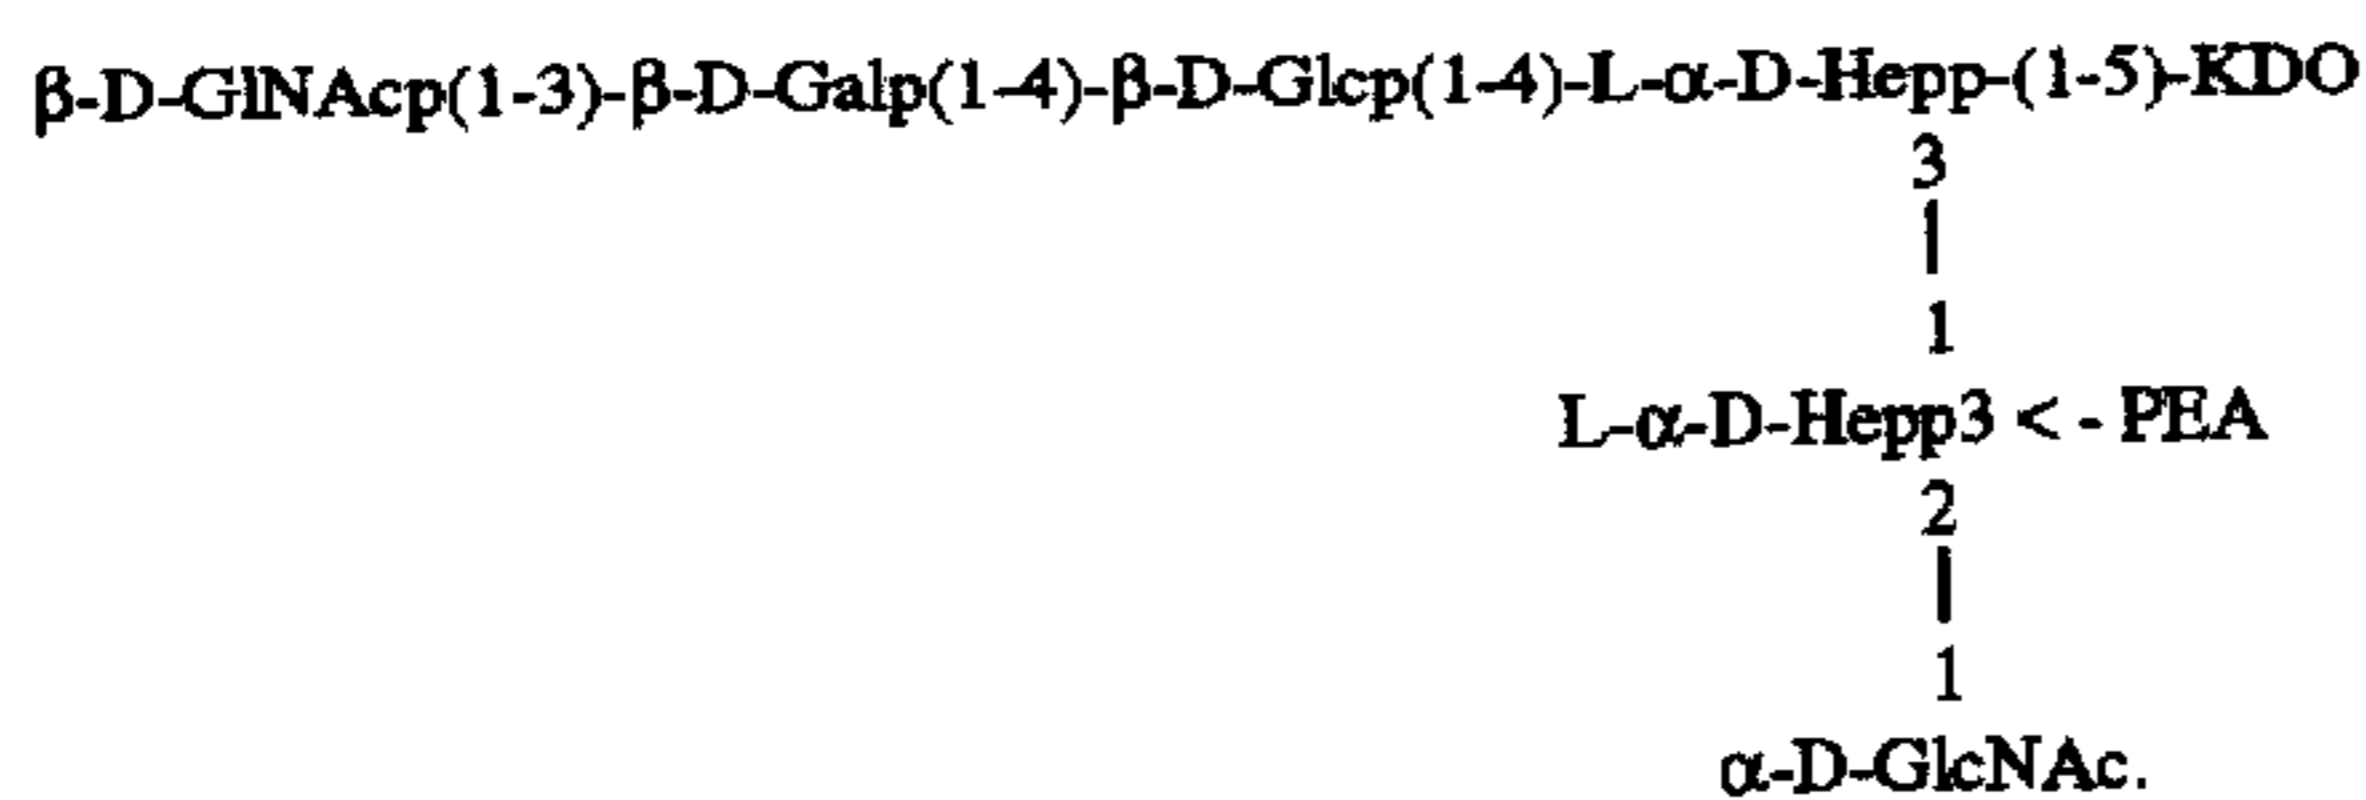 β-D-GlNAcp(1-3)-β-D-Galp(1-4)-β-D-Glcp(1-4)-L-α-D-Hepp-(1-5)-KDO
3
|
1
L-α-D-Hepp3 < - PEA
2
|
1
α-D-GlcNAc.